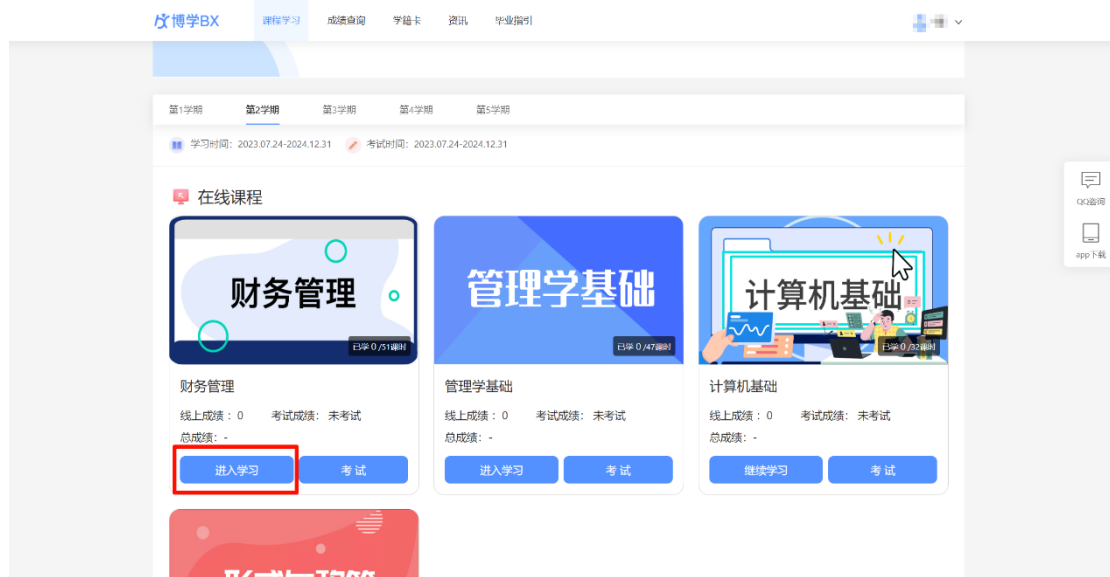 博学BX 课程学习 成绩查询 学籍卡 资讯 毕业指引
第1学期 第2学期 第3学期 第4学期 第5学期
学习时间：2023.07.24-2024.12.31 考试时间：2023.07.24-2024.12.31
QQ咨询
app下载
在线课程
财务管理
已学 0 /51课时
管理学基础
已学 0 /47课时
计算机基础
已学 0 /32课时
财务管理 管理学基础 计算机基础
线上成绩：0 考试成绩：未考试 线上成绩：0 考试成绩：未考试 线上成绩：0 考试成绩：未考试
总成绩：- 总成绩：- 总成绩：-
进入学习 考 试 进入学习 考 试 继续学习 考 试
形式与政策